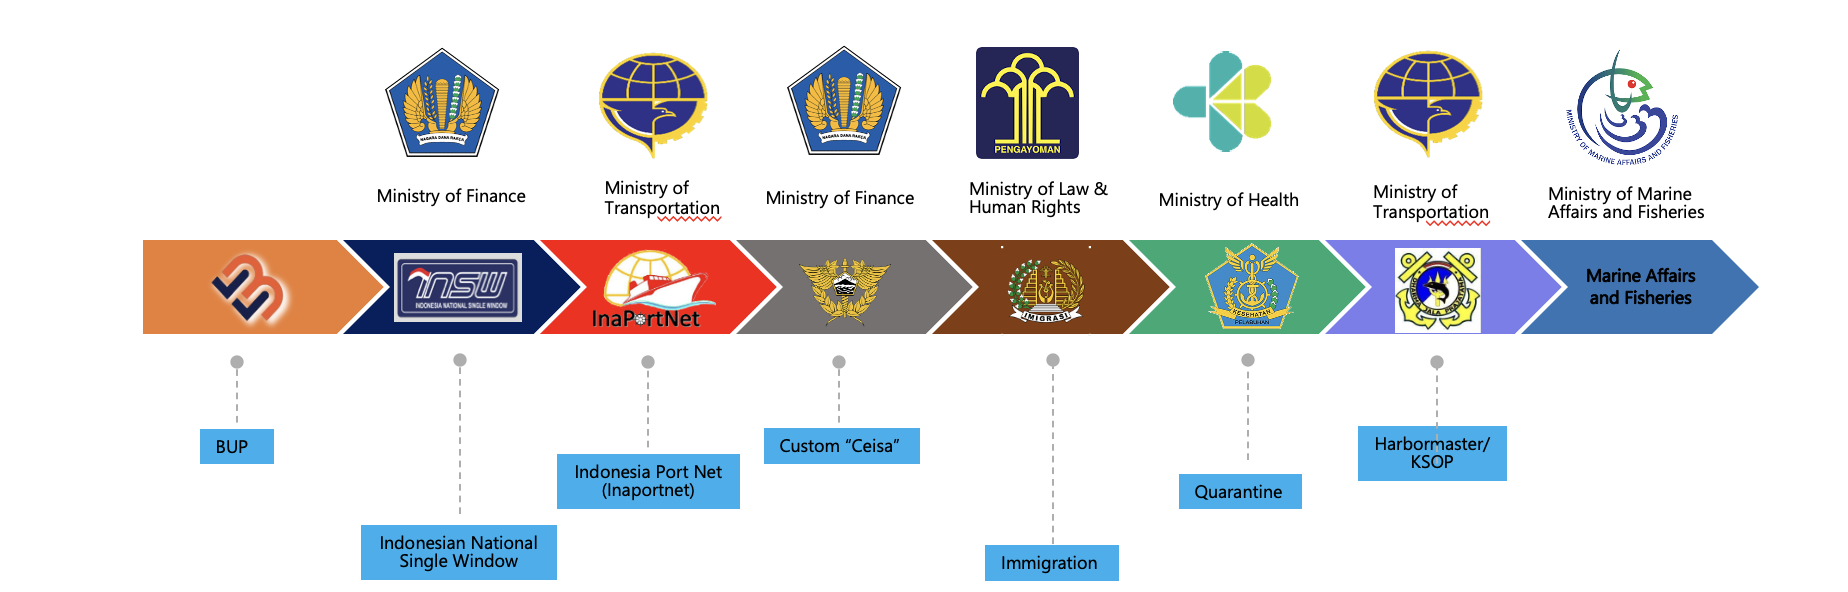 NAGARA DANA RAKCA
NAGARA DANA RAKCA
PENGAYOMAN
MINISTRY OF MARINE AFFAIRS AND FISHERIES
Ministry of Finance
Ministry of
Transportation
Ministry of Finance
Ministry of Law &
Human Rights
Ministry of Health
Ministry of
Transportation
Ministry of Marine
Affairs and Fisheries
INSW
INDONESIA NATIONAL SINGLE WINDOW
InaPortNet
IMIGRASI
KESEHATAN
PELABUHAN
Marine Affairs
and Fisheries
BUP
Indonesian National
Single Window
Indonesia Port Net
(Inaportnet)
Custom “Ceisa”
Immigration
Quarantine
Harbormaster/
KSOP